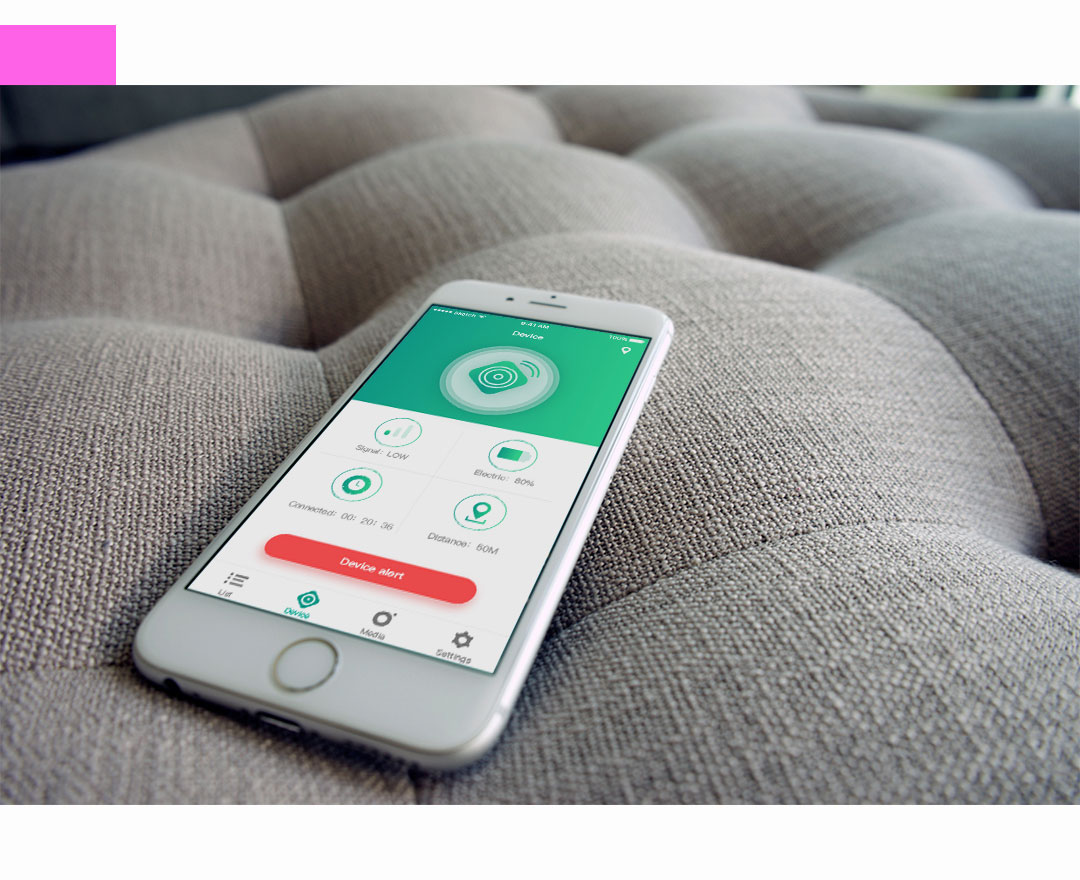 sketch
9:41 AM
100%
Device
Signal: LOW
Electric: 80%
Connected: 00: 20: 36
Distance: 50M
Device alert
List
Device
Media
Settings